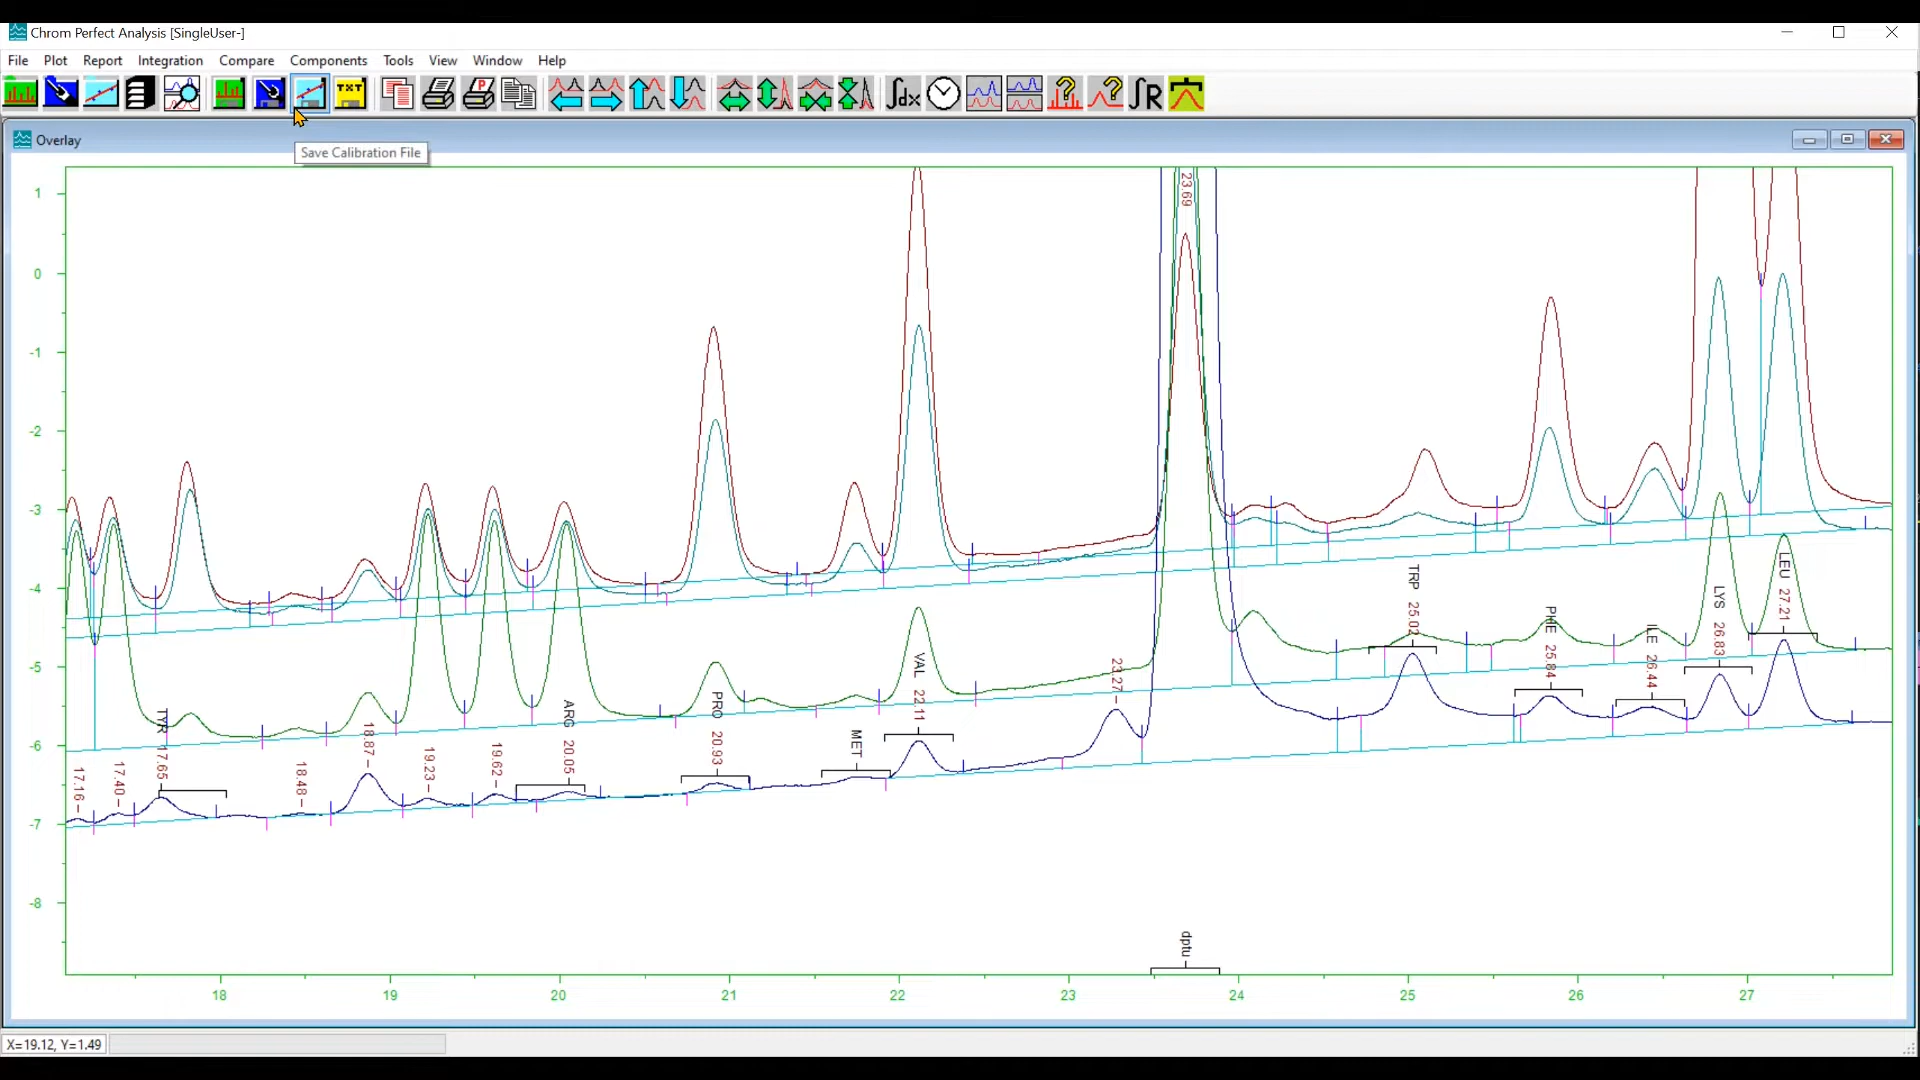 Chrom Perfect Analysis [SingleUser-]
File Plot Report Integration Compare Components Tools View Window Help
TXT
P
∫dx
? ? ∫R
Overlay
Save Calibration File
1
0
-1
-2
-3
-4
-5
-6
-7
-8
17.16
17.40
TYR 17.65
18.48
18.87
19.23
19.62
ARG 20.05
PRO 20.93
MET
VAL 22.11
23.27
23.69
dptu
TRP 25.02
PHE 25.84
ILE 26.44
LYS 26.83
LEU 27.21
18 19 20 21 22 23 24 25 26 27
X=19.12, Y=1.49